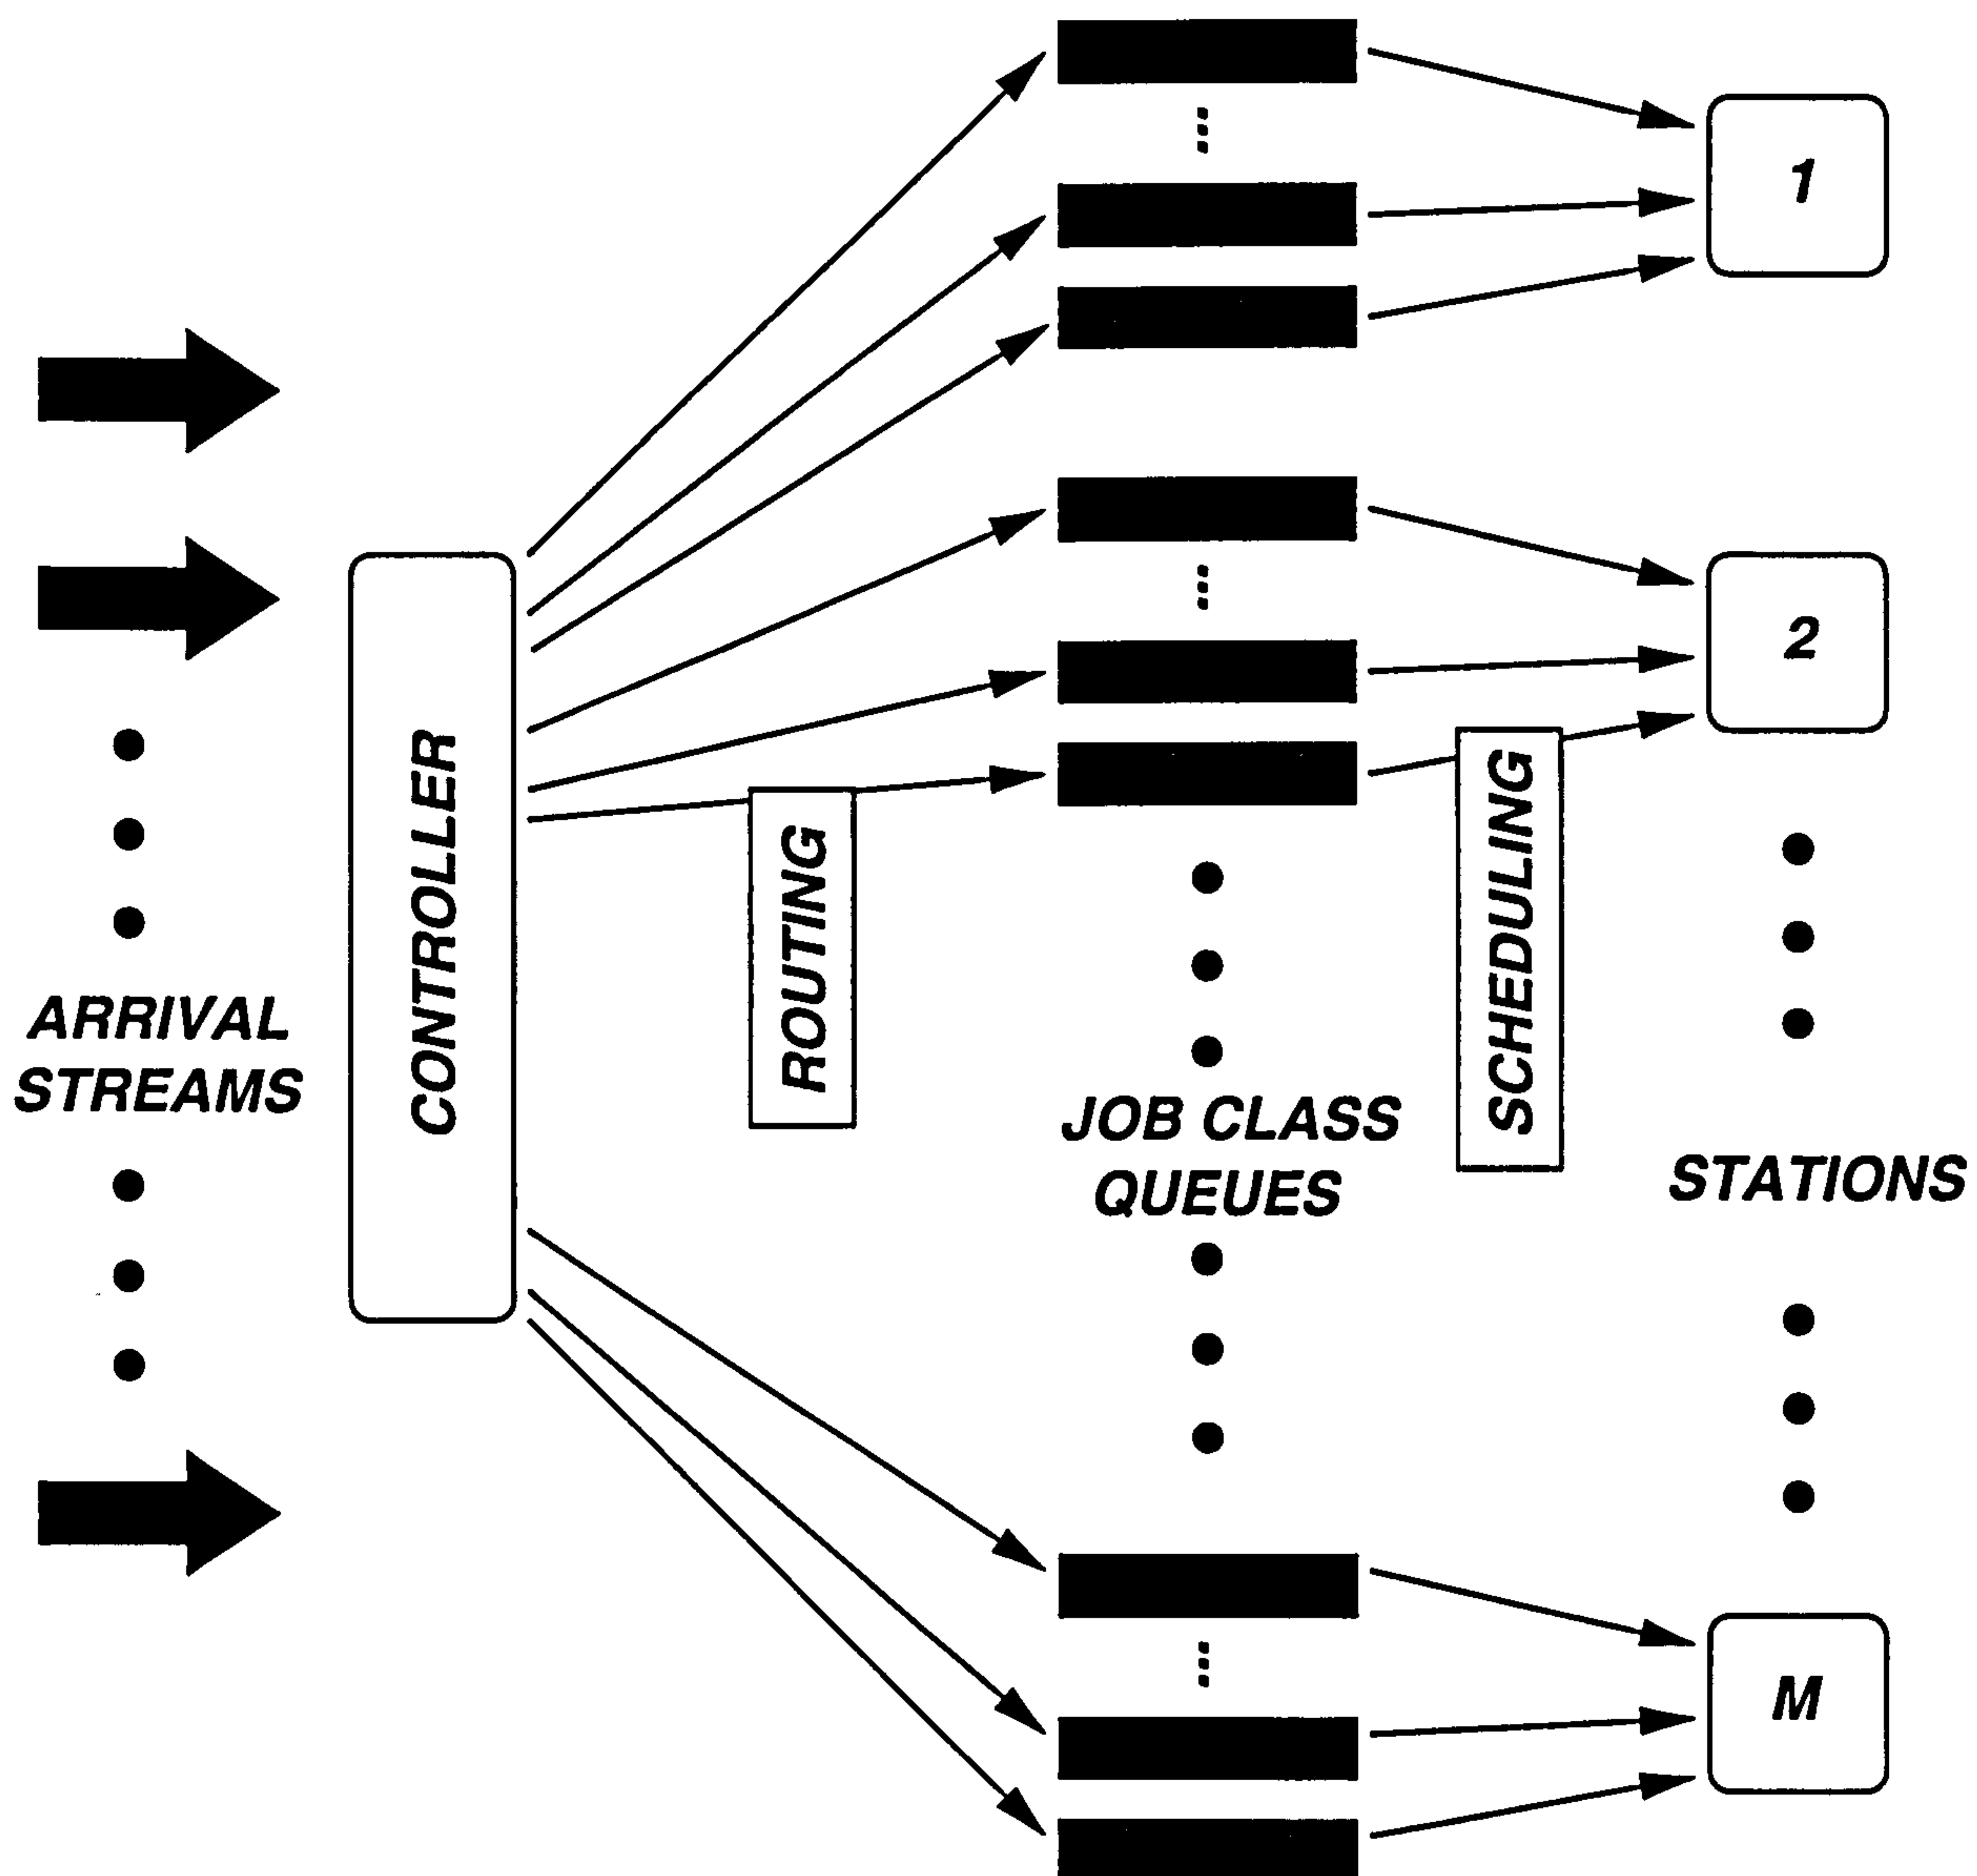 1
2
CONTROLLER
ROUTING
SCHEDULING
ARRIVAL
STREAMS
JOB CLASS
QUEUES
STATIONS
M